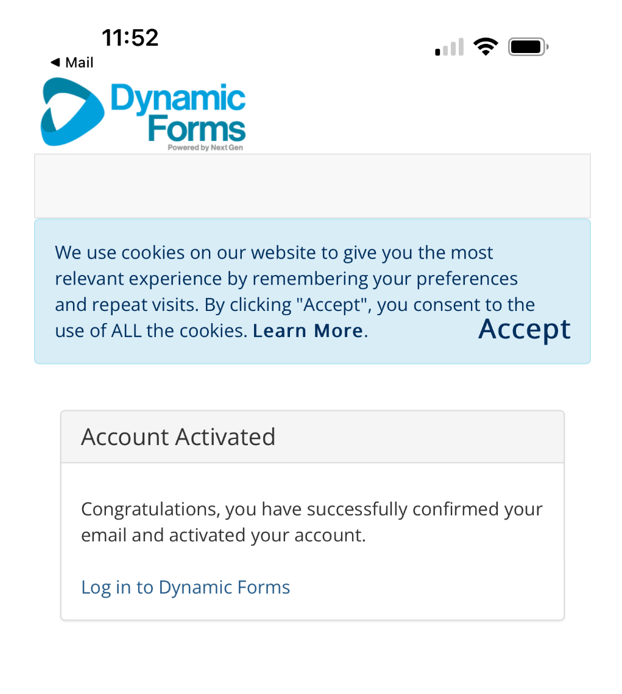 11:52
◀ Mail
Dynamic
Forms
Powered by Next Gen
We use cookies on our website to give you the most
relevant experience by remembering your preferences
and repeat visits. By clicking "Accept", you consent to the
use of ALL the cookies. Learn More.
Accept
Account Activated
Congratulations, you have successfully confirmed your
email and activated your account.
Log in to Dynamic Forms